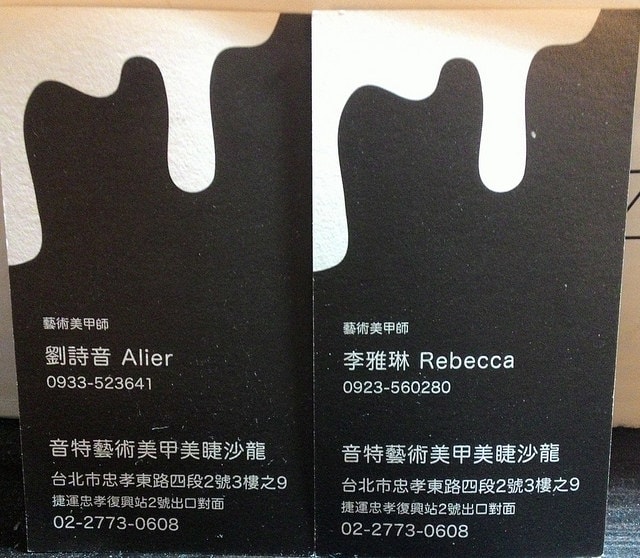 藝術美甲師
劉詩音 Alier
0933-523641
音特藝術美甲美睫沙龍
台北市忠孝東路四段2號3樓之9
捷運忠孝復興站2號出口對面
02-2773-0608
藝術美甲師
李雅琳 Rebecca
0923-560280
音特藝術美甲美睫沙龍
台北市忠孝東路四段2號3樓之9
捷運忠孝復興站2號出口對面
02-2773-0608